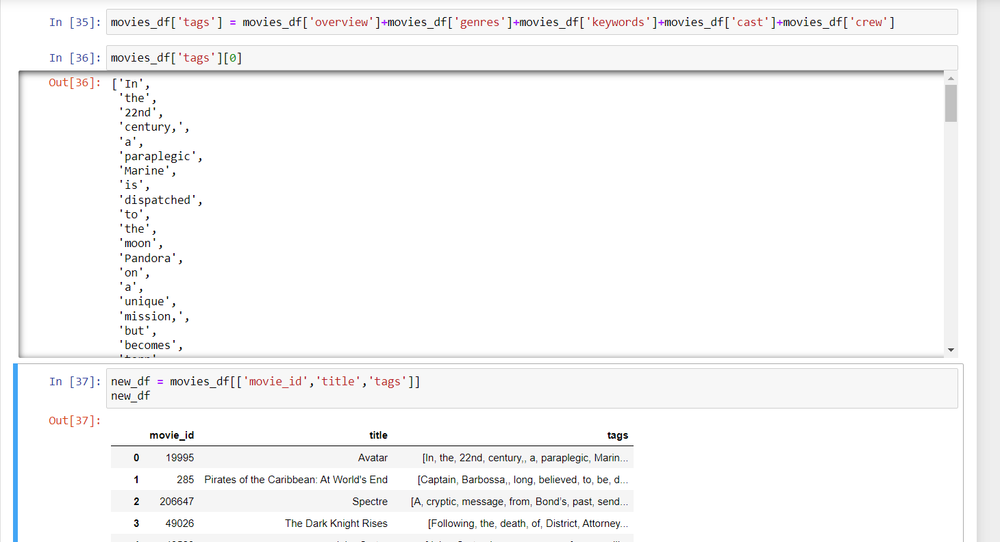 In [35]: movies_df['tags'] = movies_df['overview']+movies_df['genres']+movies_df['keywords']+movies_df['cast']+movies_df['crew']
In [36]: movies_df['tags'][0]
Out[36]: ['In',
'the',
'22nd',
'century,',
'a',
'paraplegic',
'Marine',
'is',
'dispatched',
'to',
'the',
'moon',
'Pandora',
'on',
'a',
'unique',
'mission,',
'but',
'becomes',
In [37]: new_df = movies_df[['movie_id','title','tags']]
new_df
Out[37]:
movie_id title tags
0 19995 Avatar [In, the, 22nd, century,, a, paraplegic, Marin...
1 285 Pirates of the Caribbean: At World's End [Captain, Barbossa,, long, believed, to, be, d...
2 206647 Spectre [A, cryptic, message, from, Bond’s, past, send...
3 49026 The Dark Knight Rises [Following, the, death, of, District, Attorney...